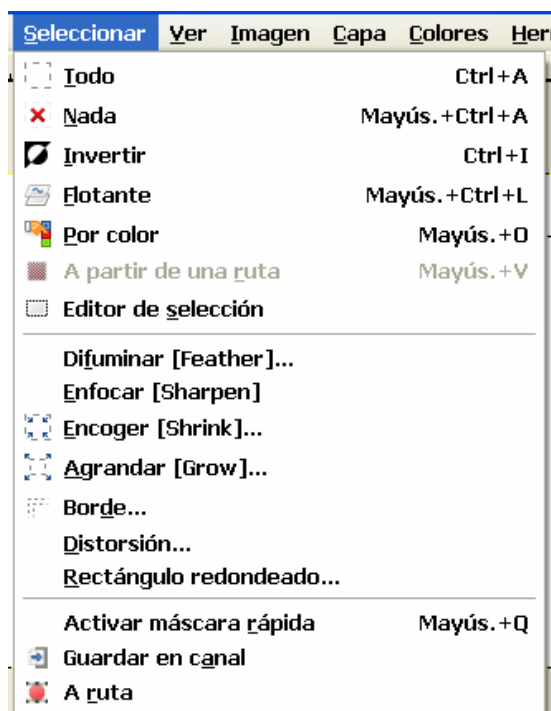 Seleccionar Ver Imagen Capa Colores
Todo Ctrl+A
Nada Mayús.+Ctrl+A
Invertir Ctrl+I
Flotante Mayús.+Ctrl+L
Por color Mayús.+O
A partir de una ruta Mayús.+V
Editor de selección
Difuminar [Feather]...
Enfocar [Sharpen]
Encoger [Shrink]...
Agrandar [Grow]...
Borde...
Distorsión...
Rectángulo redondeado...
Activar máscara rápida Mayús.+Q
Guardar en canal
A ruta